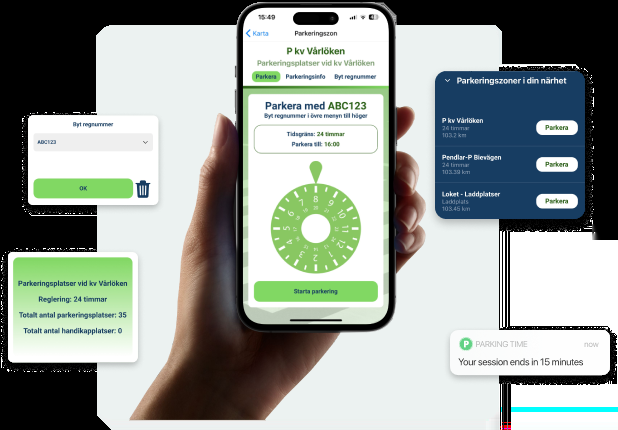 15:49
Karta
Parkeringszon
P kv Vårlöken
Parkeringsplatser vid kv Vårlöken
Parkera
Parkeringsinfo
Byt regnummer
Parkera med ABC123
Byt regnummer i övre menyn till höger
Tidsgräns: 24 timmar
Parkera till: 16:00
Starta parkering
Byt regnummer
ABC123
OK
Parkeringsplatser vid kv Vårlöken
Reglering: 24 timmar
Totalt antal parkeringsplatser: 35
Totalt antal handikapplatser: 0
Parkeringszoner i din närhet
P kv Vårlöken
24 timmar
103.2 km
Parkera
Pendlar-P Bievägen
24 timmar
103.39 km
Parkera
Loket - Laddplatser
Laddplats
103.45 km
Parkera
P PARKING TIME
now
Your session ends in 15 minutes